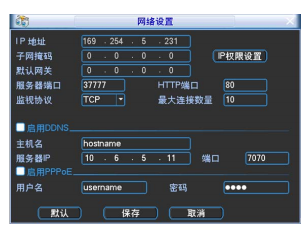 网络设置
IP 地址 169 . 254 . 5 . 231
子网掩码 0 . 0 . 0 . 0 IP权限设置
默认网关 0 . 0 . 0 . 0
服务器端口 37777 HTTP端口 80
监视协议 TCP 最大连接数量 10
启用DDNS
主机名 hostname
服务器IP 10 . 6 . 5 . 11 端口 7070
启用PPPoE
用户名 username 密码 ●●●●
默认 保存 取消